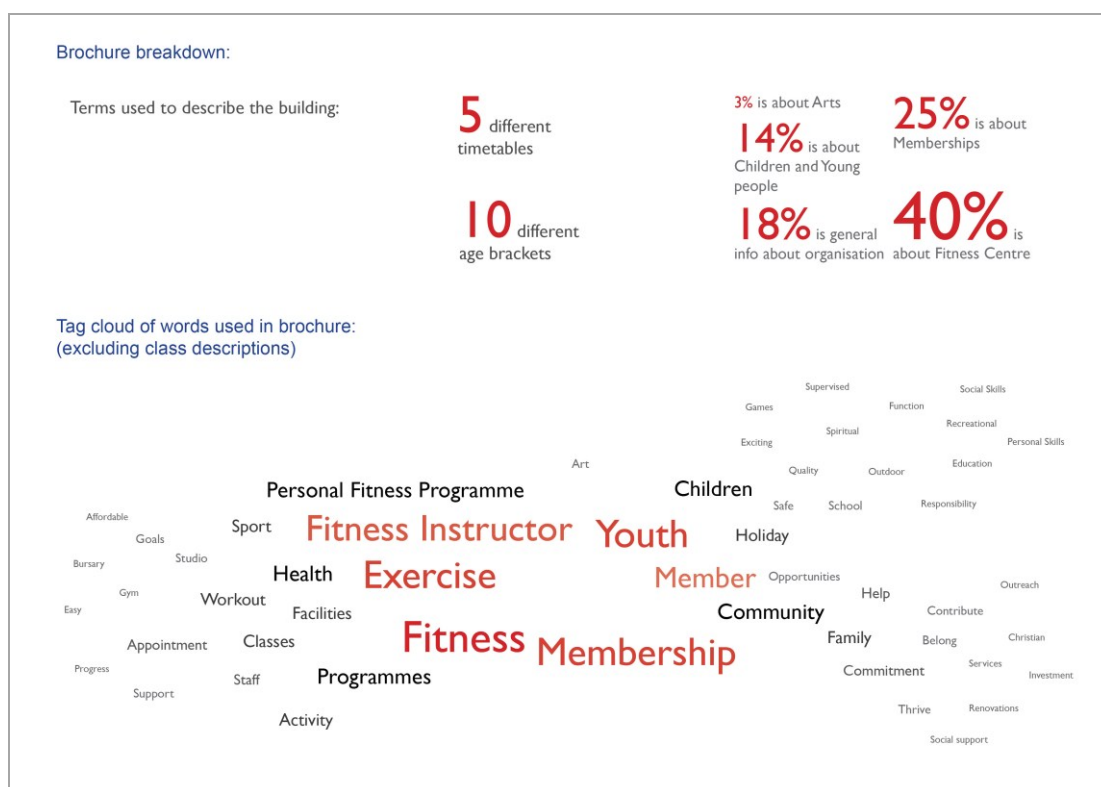 Brochure breakdown:
Terms used to describe the building:
5 different
timetables
10 different
age brackets
3% is about Arts
14% is about
Children and Young
people
18% is general
info about organisation
25% is about
Memberships
40% is
about Fitness Centre
Tag cloud of words used in brochure:
(excluding class descriptions)
Supervised
Social Skills
Games
Function
Recreational
Spiritual
Exciting
Personal Skills
Art
Quality
Outdoor
Education
Personal Fitness Programme
Children
Safe
School
Responsibility
Affordable
Sport
Fitness Instructor
Youth
Holiday
Goals
Studio
Bursary
Health
Exercise
Member
Opportunities
Outreach
Gym
Workout
Help
Easy
Facilities
Community
Contribute
Appointment
Classes
Fitness
Membership
Family
Belong
Christian
Progress
Staff
Programmes
Commitment
Services
Investment
Support
Thrive
Renovations
Activity
Social support